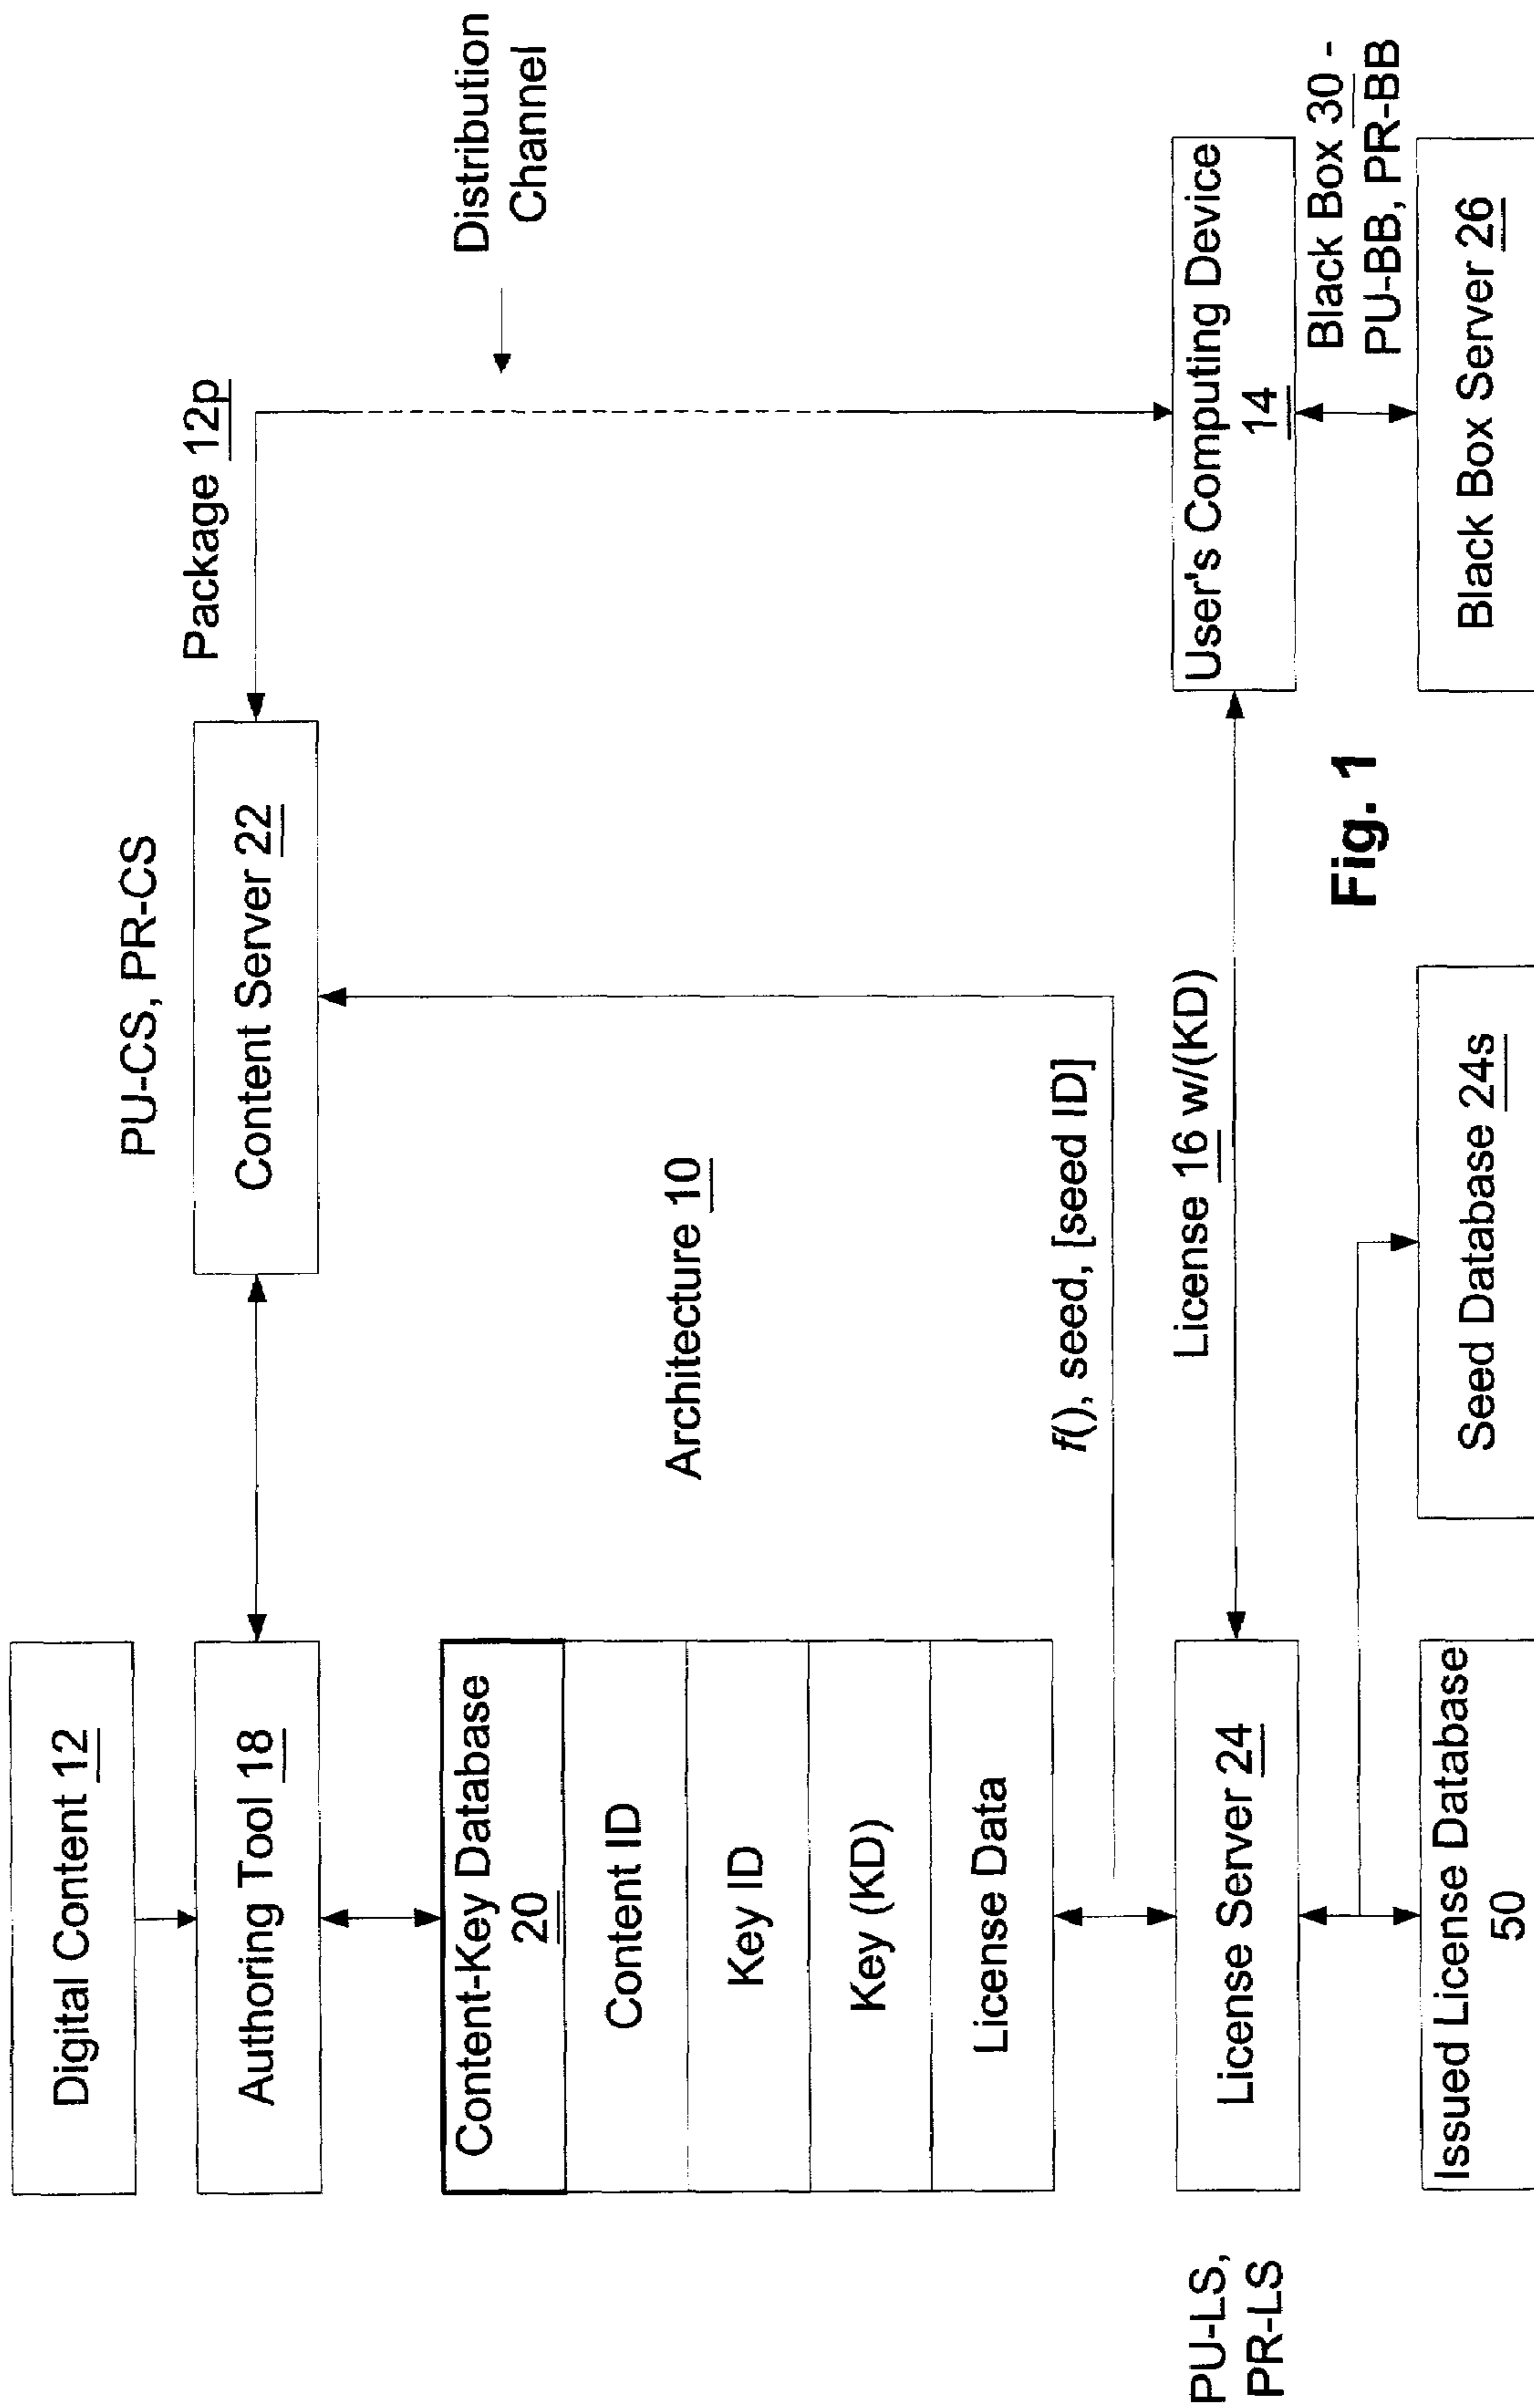 Digital Content 12
PU-CS, PR-CS
Authoring Tool 18
Content Server 22
Package 12p
Content-Key Database
20
Content ID
Key ID
Key (KD)
License Data
Architecture 10
Distribution
Channel
f(), seed, [seed ID]
PU-LS,
PR-LS
License Server 24
License 16 w/(KD)
User's Computing Device
14
Black Box 30 -
PU-BB, PR-BB
Issued License Database
50
Seed Database 24s
Black Box Server 26
Fig. 1